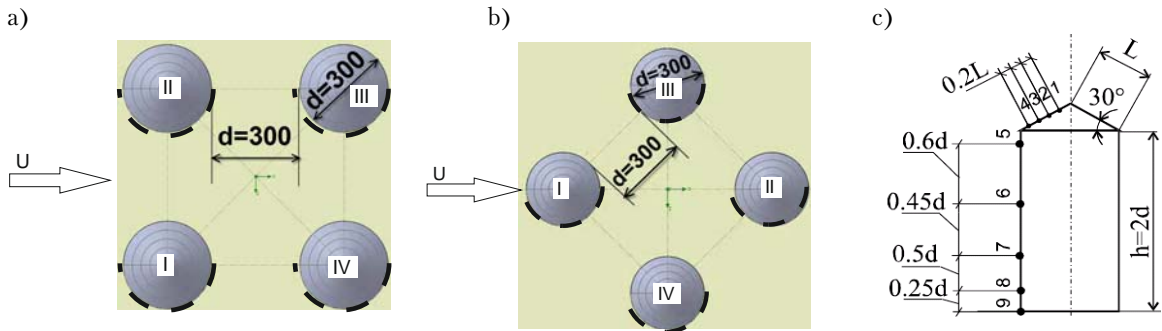 a)
II
III
d=300
d=300
U
I
IV
b)
d=300
III
d=300
U
I
II
IV
c)
0.2L
4 3 2 1
L
30°
5
0.6d
6
0.45d
7
0.5d
8
0.25d
9
h=2d